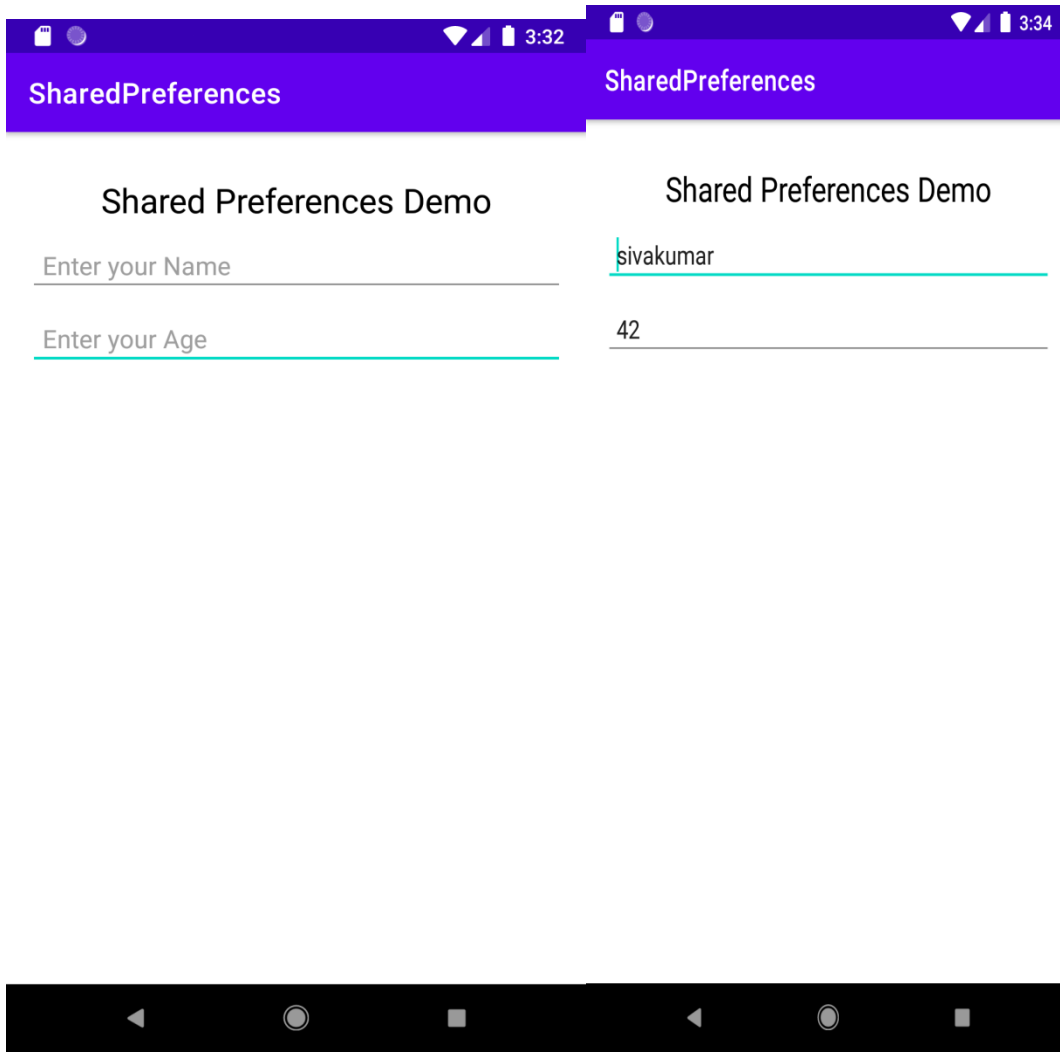 3:32
SharedPreferences
Shared Preferences Demo
Enter your Name
Enter your Age
3:34
SharedPreferences
Shared Preferences Demo
sivakumar
42